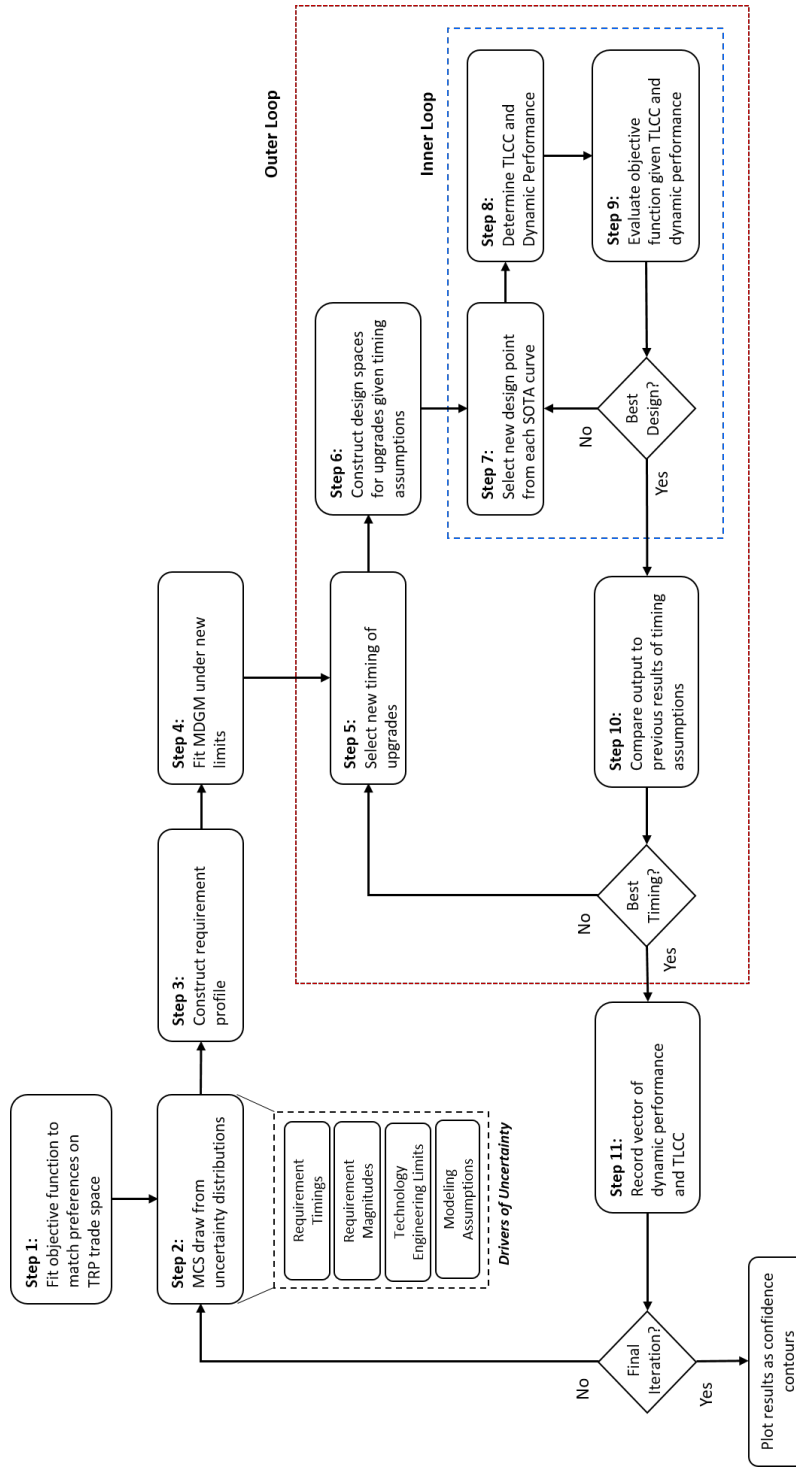 Step 1:
Fit objective function to
match preferences on
TRP trade space
Step 2:
MCS draw from
uncertainty distributions
Requirement
Timings
Requirement
Magnitudes
Technology
Engineering Limits
Modeling
Assumptions
Drivers of Uncertainty
Step 3:
Construct requirement
profile
Step 4:
Fit MDGM under new
limits
Outer Loop
Step 5:
Select new timing of
upgrades
Step 6:
Construct design spaces
for upgrades given timing
assumptions
Inner Loop
Step 7:
Select new design point
from each SOTA curve
Step 8:
Determine TLCC and
Dynamic Performance
Step 9:
Evaluate objective
function given TLCC and
dynamic performance
Best
Design?
No
Yes
Step 10:
Compare output to
previous results of timing
assumptions
Best
Timing?
No
Yes
Step 11:
Record vector of
dynamic performance
and TLCC
Final
Iteration?
No
Yes
Plot results as confidence
contours